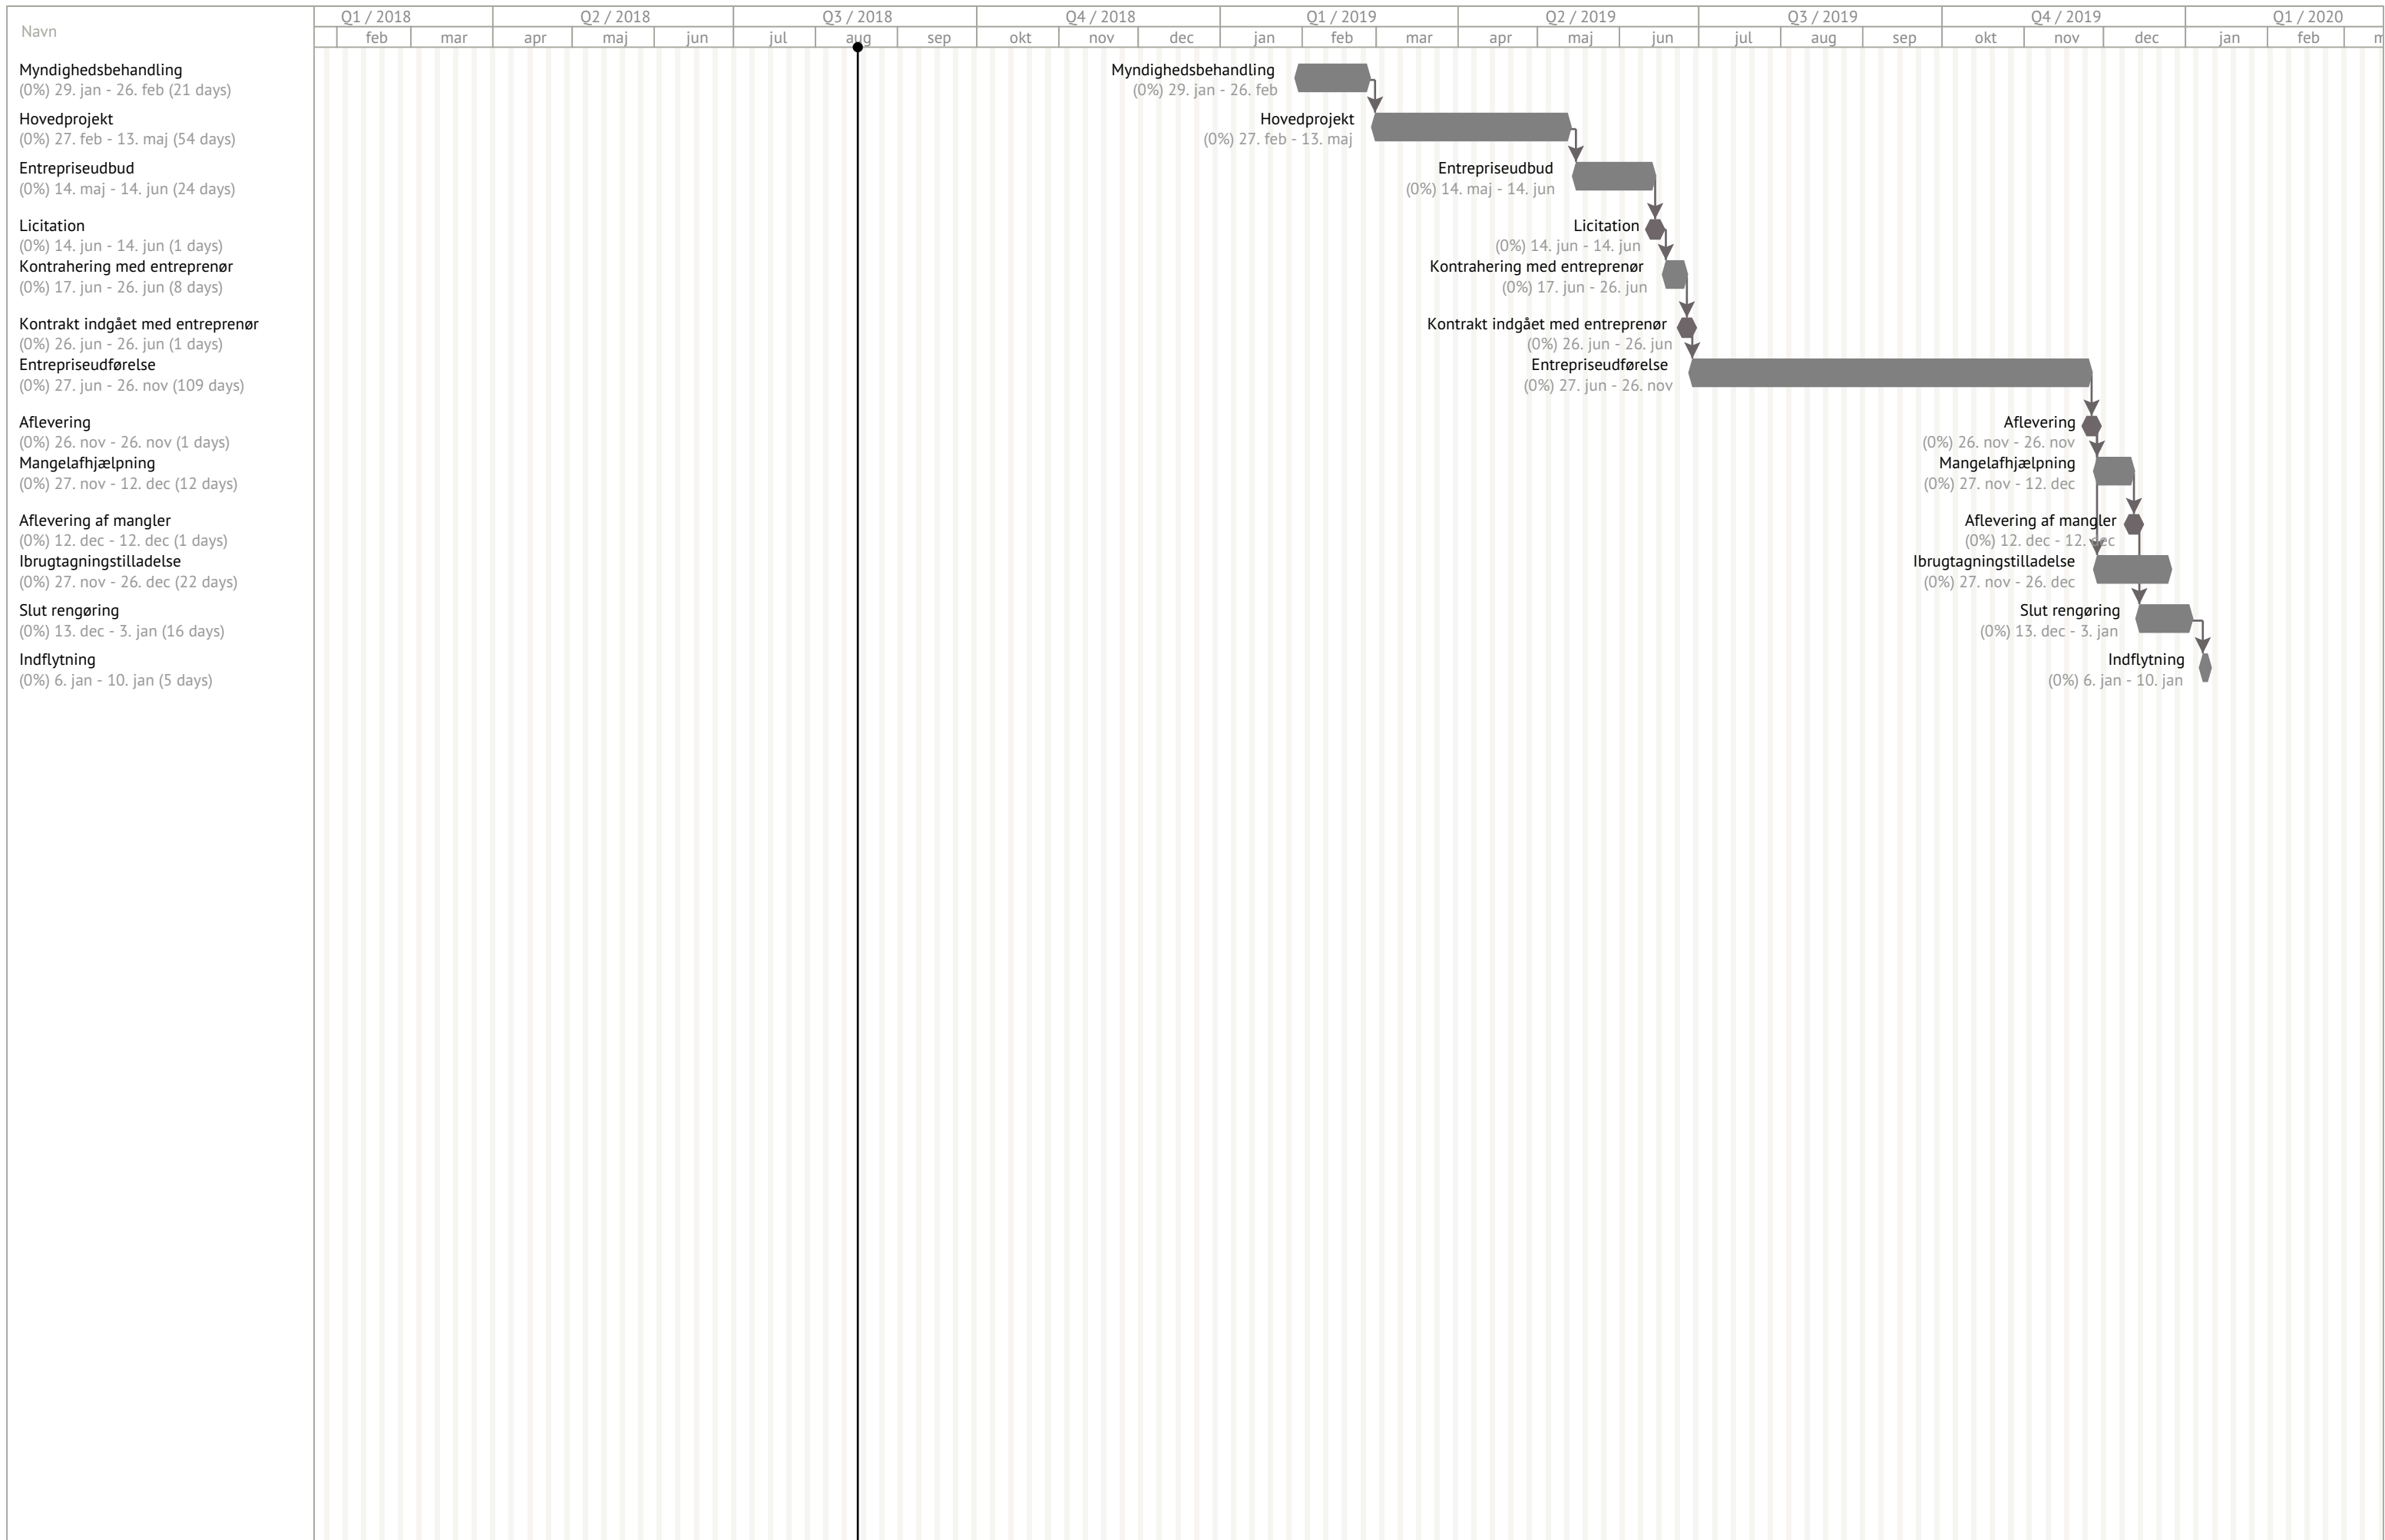 Q1 / 2018 Q2 / 2018 Q3 / 2018 Q4 / 2018 Q1 / 2019 Q2 / 2019 Q3 / 2019 Q4 / 2019 Q1 / 2020
Navn
feb mar apr maj jun jul aug sep okt nov dec jan feb mar apr maj jun jul aug sep okt nov dec jan feb
Myndighedsbehandling
(0%) 29. jan - 26. feb (21 days)
Hovedprojekt
(0%) 27. feb - 13. maj (54 days)
Entrepriseudbud
(0%) 14. maj - 14. jun (24 days)
Licitation
(0%) 14. jun - 14. jun (1 days)
Kontrahering med entreprenør
(0%) 17. jun - 26. jun (8 days)
Kontrakt indgået med entreprenør
(0%) 26. jun - 26. jun (1 days)
Entrepriseudførelse
(0%) 27. jun - 26. nov (109 days)
Aflevering
(0%) 26. nov - 26. nov (1 days)
Mangelafhjælpning
(0%) 27. nov - 12. dec (12 days)
Aflevering af mangler
(0%) 12. dec - 12. dec (1 days)
Ibrugtagningstilladelse
(0%) 27. nov - 26. dec (22 days)
Slut rengøring
(0%) 13. dec - 3. jan (16 days)
Indflytning
(0%) 6. jan - 10. jan (5 days)
Myndighedsbehandling
(0%) 29. jan - 26. feb
Hovedprojekt
(0%) 27. feb - 13. maj
Entrepriseudbud
(0%) 14. maj - 14. jun
Licitation
(0%) 14. jun - 14. jun
Kontrahering med entreprenør
(0%) 17. jun - 26. jun
Kontrakt indgået med entreprenør
(0%) 26. jun - 26. jun
Entrepriseudførelse
(0%) 27. jun - 26. nov
Aflevering
(0%) 26. nov - 26. nov
Mangelafhjælpning
(0%) 27. nov - 12. dec
Aflevering af mangler
(0%) 12. dec - 12. dec
Ibrugtagningstilladelse
(0%) 27. nov - 26. dec
Slut rengøring
(0%) 13. dec - 3. jan
Indflytning
(0%) 6. jan - 10. jan